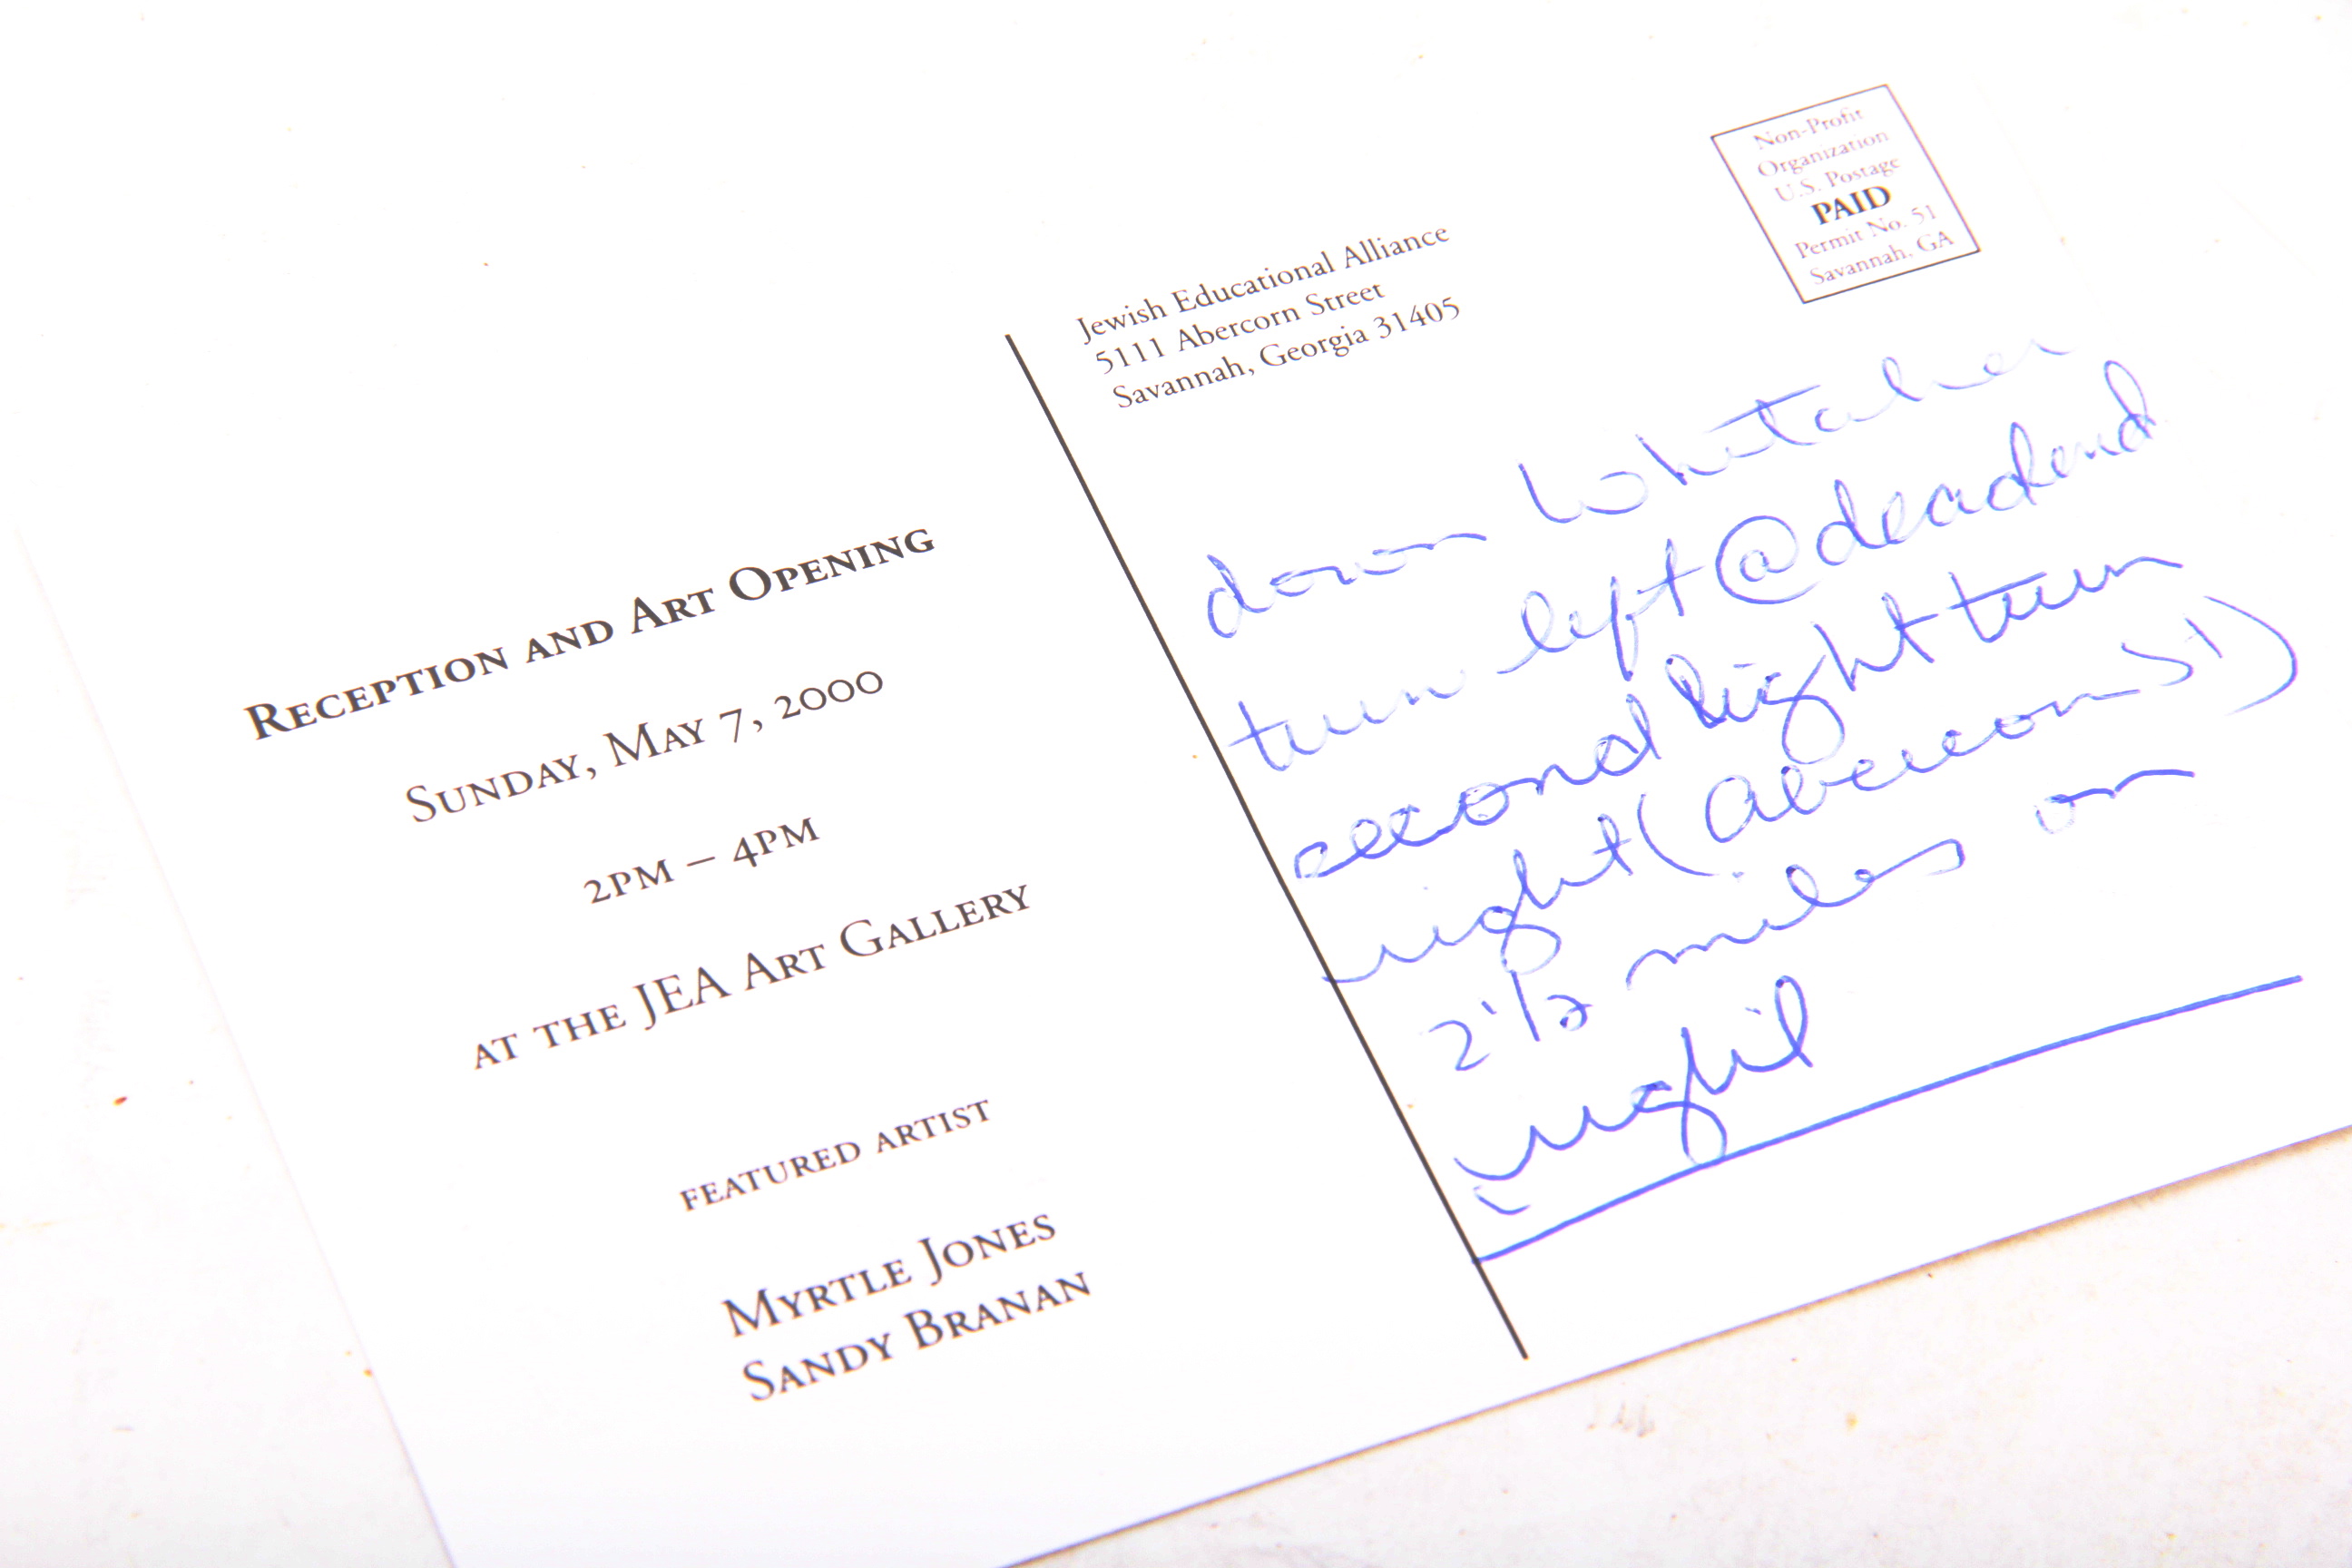 Reception and Art Opening
Sunday, May 7, 2000
2pm – 4pm
at the JEA Art Gallery
featured artist
Myrtle Jones
Sandy Branan
Jewish Educational Alliance
5111 Abercorn Street
Savannah, Georgia 31405
Non-Profit
Organization
U.S. Postage
PAID
Permit No. 51
Savannah, GA
down Whitaker
turn left @ deadend
second light turn
right (Abercorn St)
2 1/2 miles on
right